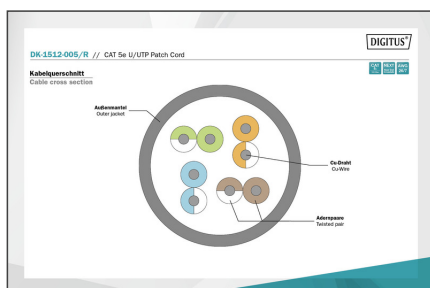 DIGITUS®
DK-1512-005/R // CAT 5e U/UTP Patch Cord
Kabelquerschnitt
Cable cross section
Außenmantel
Outer jacket
Cu-Draht
Cu-Wire
Adernpaare
Twisted pair